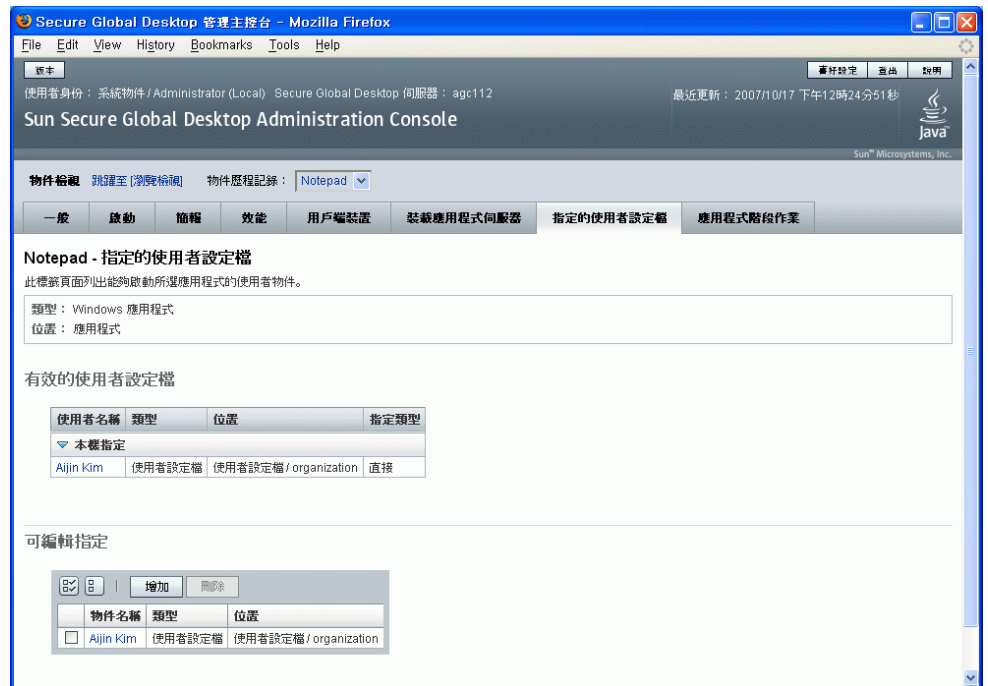 Secure Global Desktop 管理主控台 - Mozilla Firefox
File Edit View History Bookmarks Tools Help
版本 喜好設定 登出 說明
使用者身份： 系統物件 / Administrator (Local) Secure Global Desktop 伺服器： agc112 最近更新： 2007/10/17 下午12時24分51秒
Sun Secure Global Desktop Administration Console
Java™
Sun™ Microsystems, Inc.
物件檢視 跳躍至 [瀏覽檢視] 物件歷程記錄： Notepad
一般 啟動 簡報 效能 用戶端裝置 裝載應用程式伺服器 指定的使用者設定檔 應用程式階段作業
Notepad - 指定的使用者設定檔
此標籤頁面列出能夠啟動所選應用程式的使用者物件。
類型： Windows 應用程式
位置： 應用程式
有效的使用者設定檔
使用者名稱 類型 位置 指定類型
本機指定
Aijin Kim 使用者設定檔 使用者設定檔 / organization 直接
可編輯指定
增加 刪除
物件名稱 類型 位置
Aijin Kim 使用者設定檔 使用者設定檔 / organization